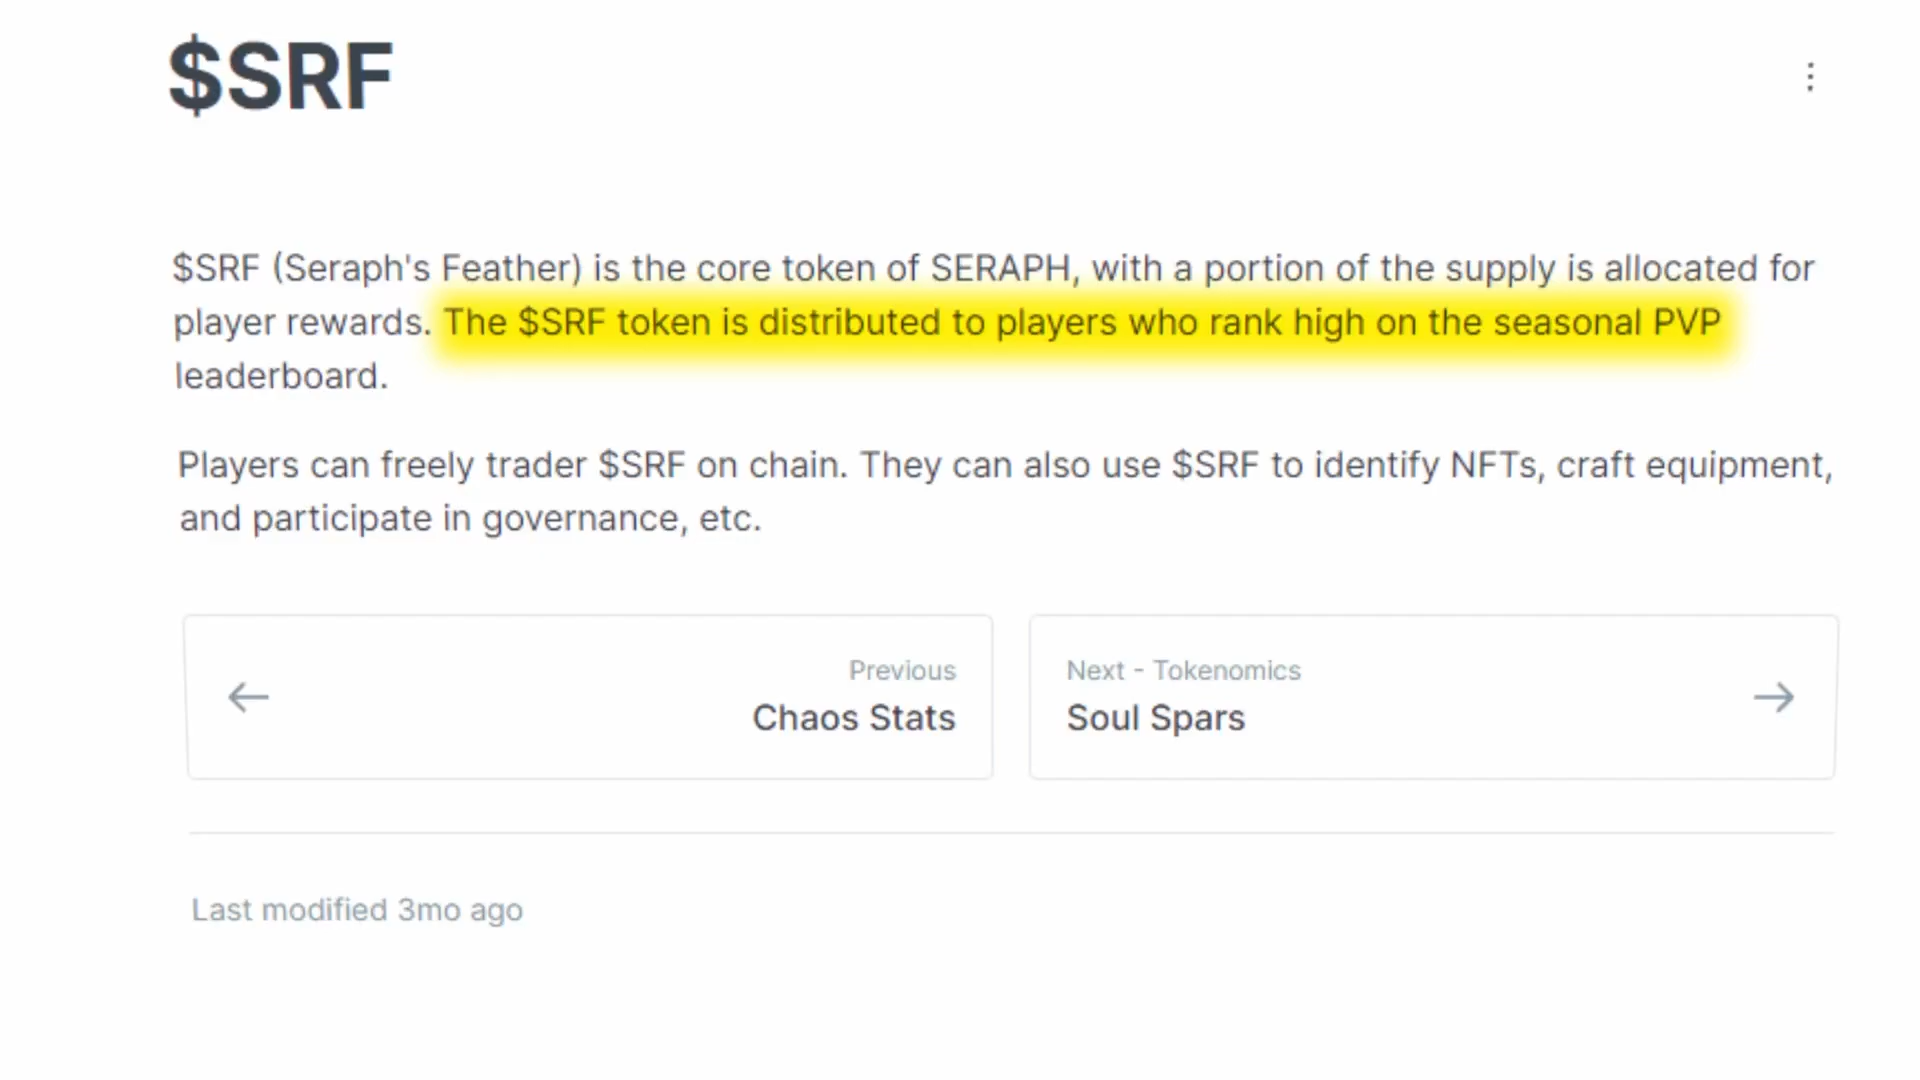 $SRF
$SRF (Seraph's Feather) is the core token of SERAPH, with a portion of the supply is allocated for
player rewards. The $SRF token is distributed to players who rank high on the seasonal PVP
leaderboard.
Players can freely trader $SRF on chain. They can also use $SRF to identify NFTs, craft equipment,
and participate in governance, etc.
Previous
Chaos Stats
Next - Tokenomics
Soul Spars
Last modified 3mo ago